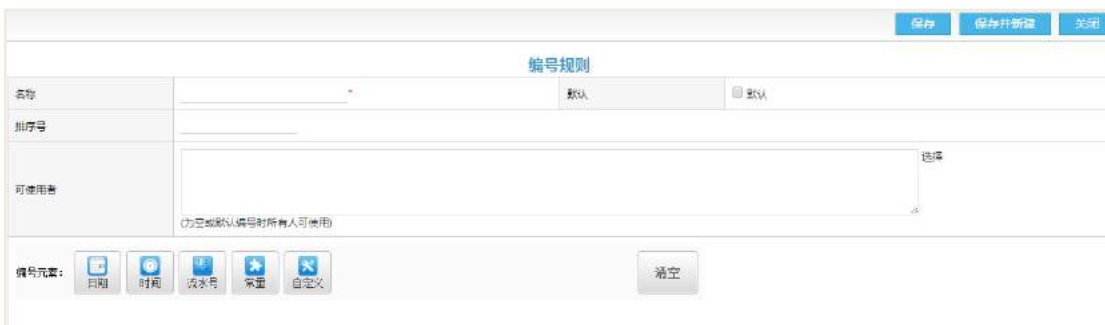 保存 保存并新建 关闭
编号规则
名称 * 默认 默认
排序号
可使用者 选择
(为空或默认编号时所有人可使用)
编号元素： 日期 时间 流水号 常量 自定义 清空